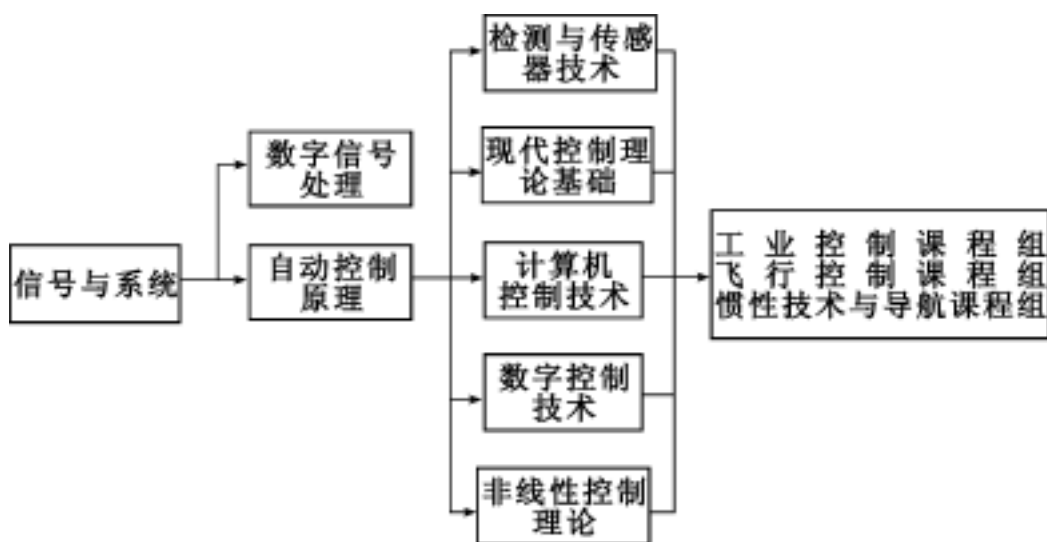 信号与系统
数字信号
处理
自动控制
原理
检测与传感
器技术
现代控制理
论基础
计算机
控制技术
数字控制
技术
非线性控制
理论
工业控制课程组
飞行控制课程组
惯性技术与导航课程组